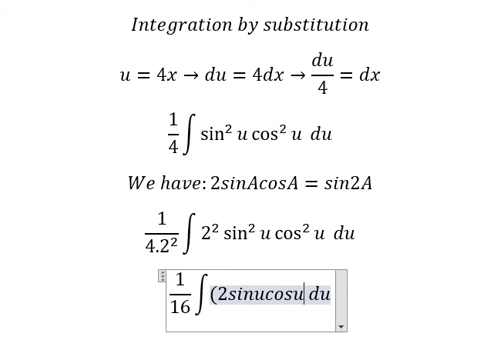 Integration by substitution
u = 4x → du = 4dx → du/4 = dx
1/4 ∫ sin² u cos² u du
We have: 2sinAcosA = sin2A
1/4.2² ∫ 2² sin² u cos² u du
1/16 ∫ (2sinucosu du